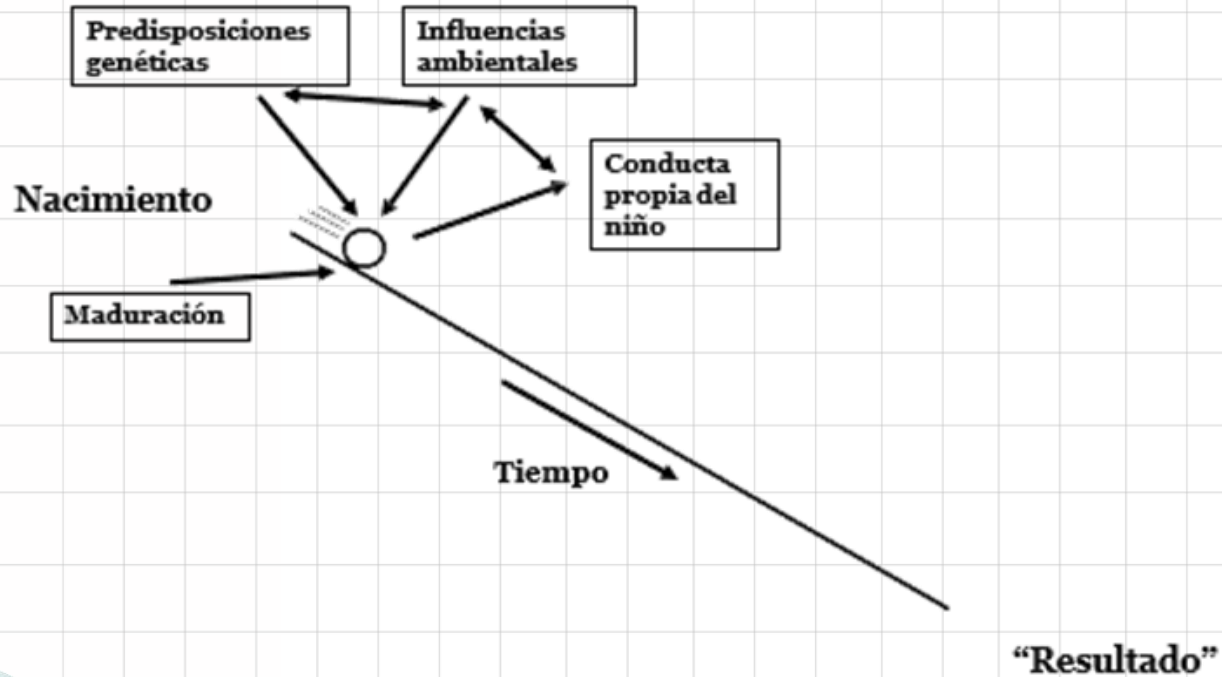 Predisposiciones
genéticas
Influencias
ambientales
Conducta
propia del
niño
Nacimiento
Maduración
Tiempo
“Resultado”